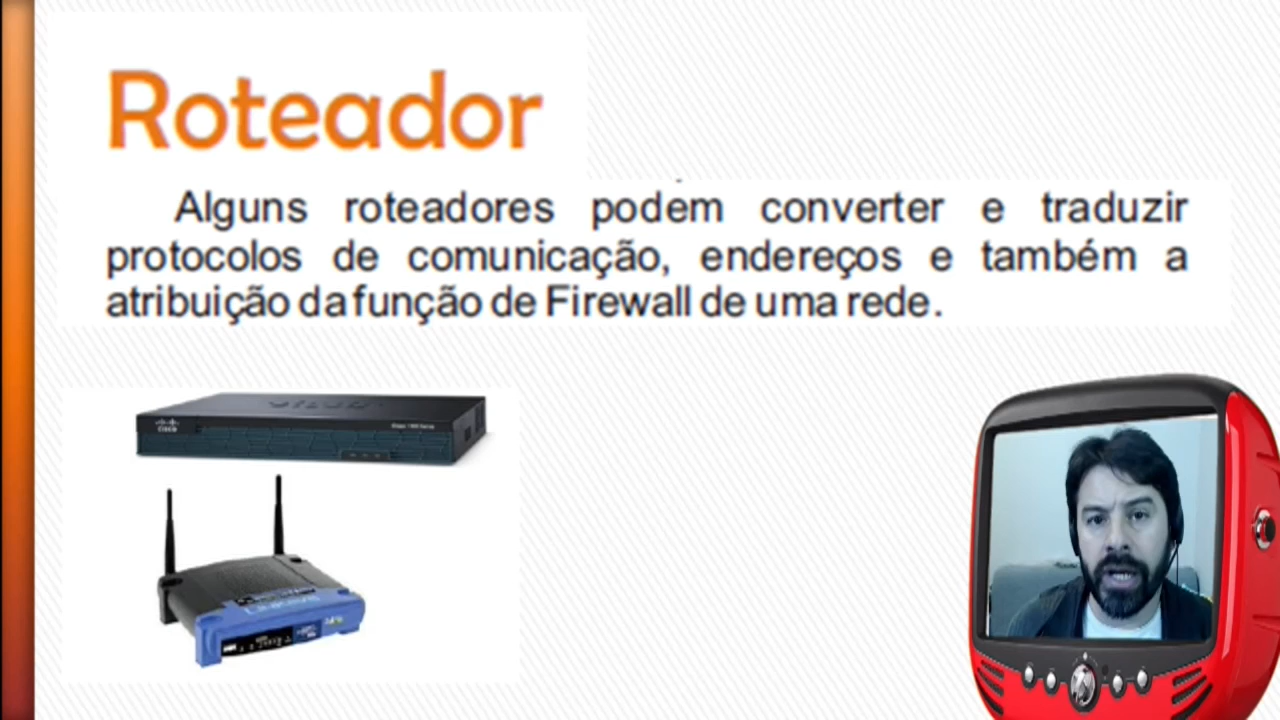 Roteador
Alguns roteadores podem converter e traduzir
protocolos de comunicação, endereços e também a
atribuição da função de Firewall de uma rede.
CISCO